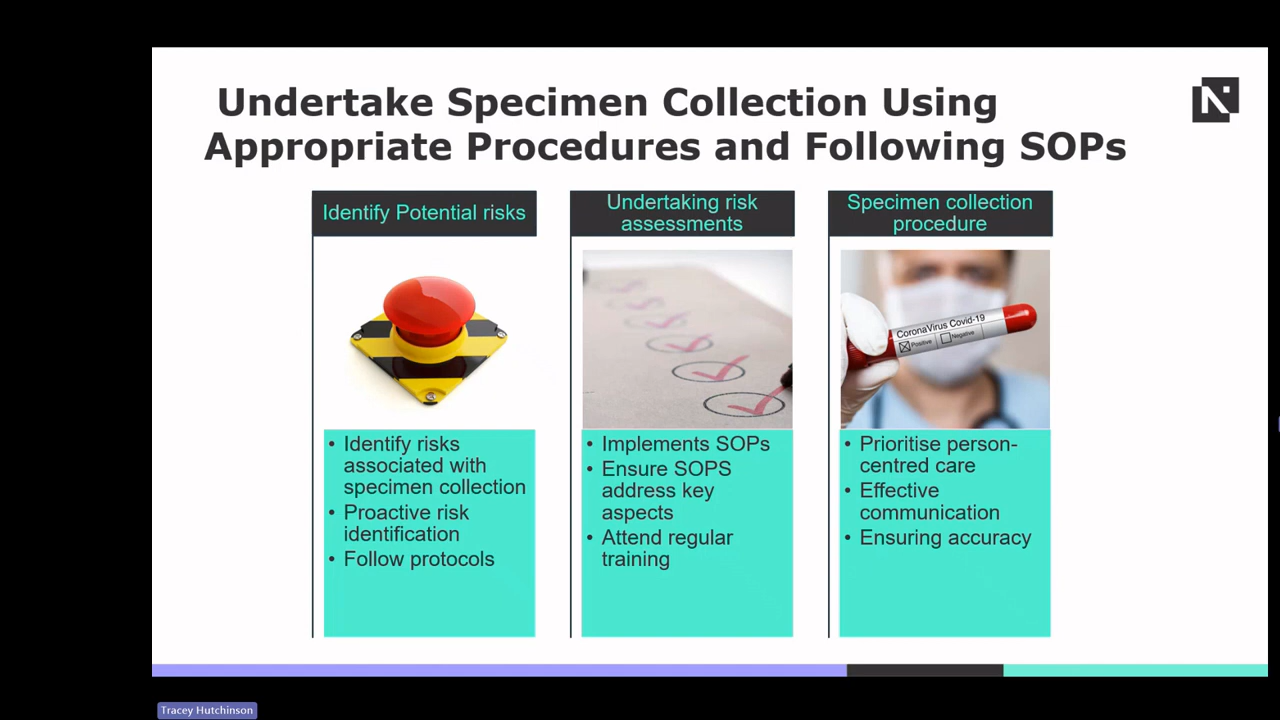 Undertake Specimen Collection Using
Appropriate Procedures and Following SOPs
Identify Potential risks
• Identify risks
associated with
specimen collection
• Proactive risk
identification
• Follow protocols
Undertaking risk
assessments
• Implements SOPs
• Ensure SOPS
address key
aspects
• Attend regular
training
Specimen collection
procedure
CoronaVirus Covid-19
Positive Negative
• Prioritise person-
centred care
• Effective
communication
• Ensuring accuracy
Tracey Hutchinson